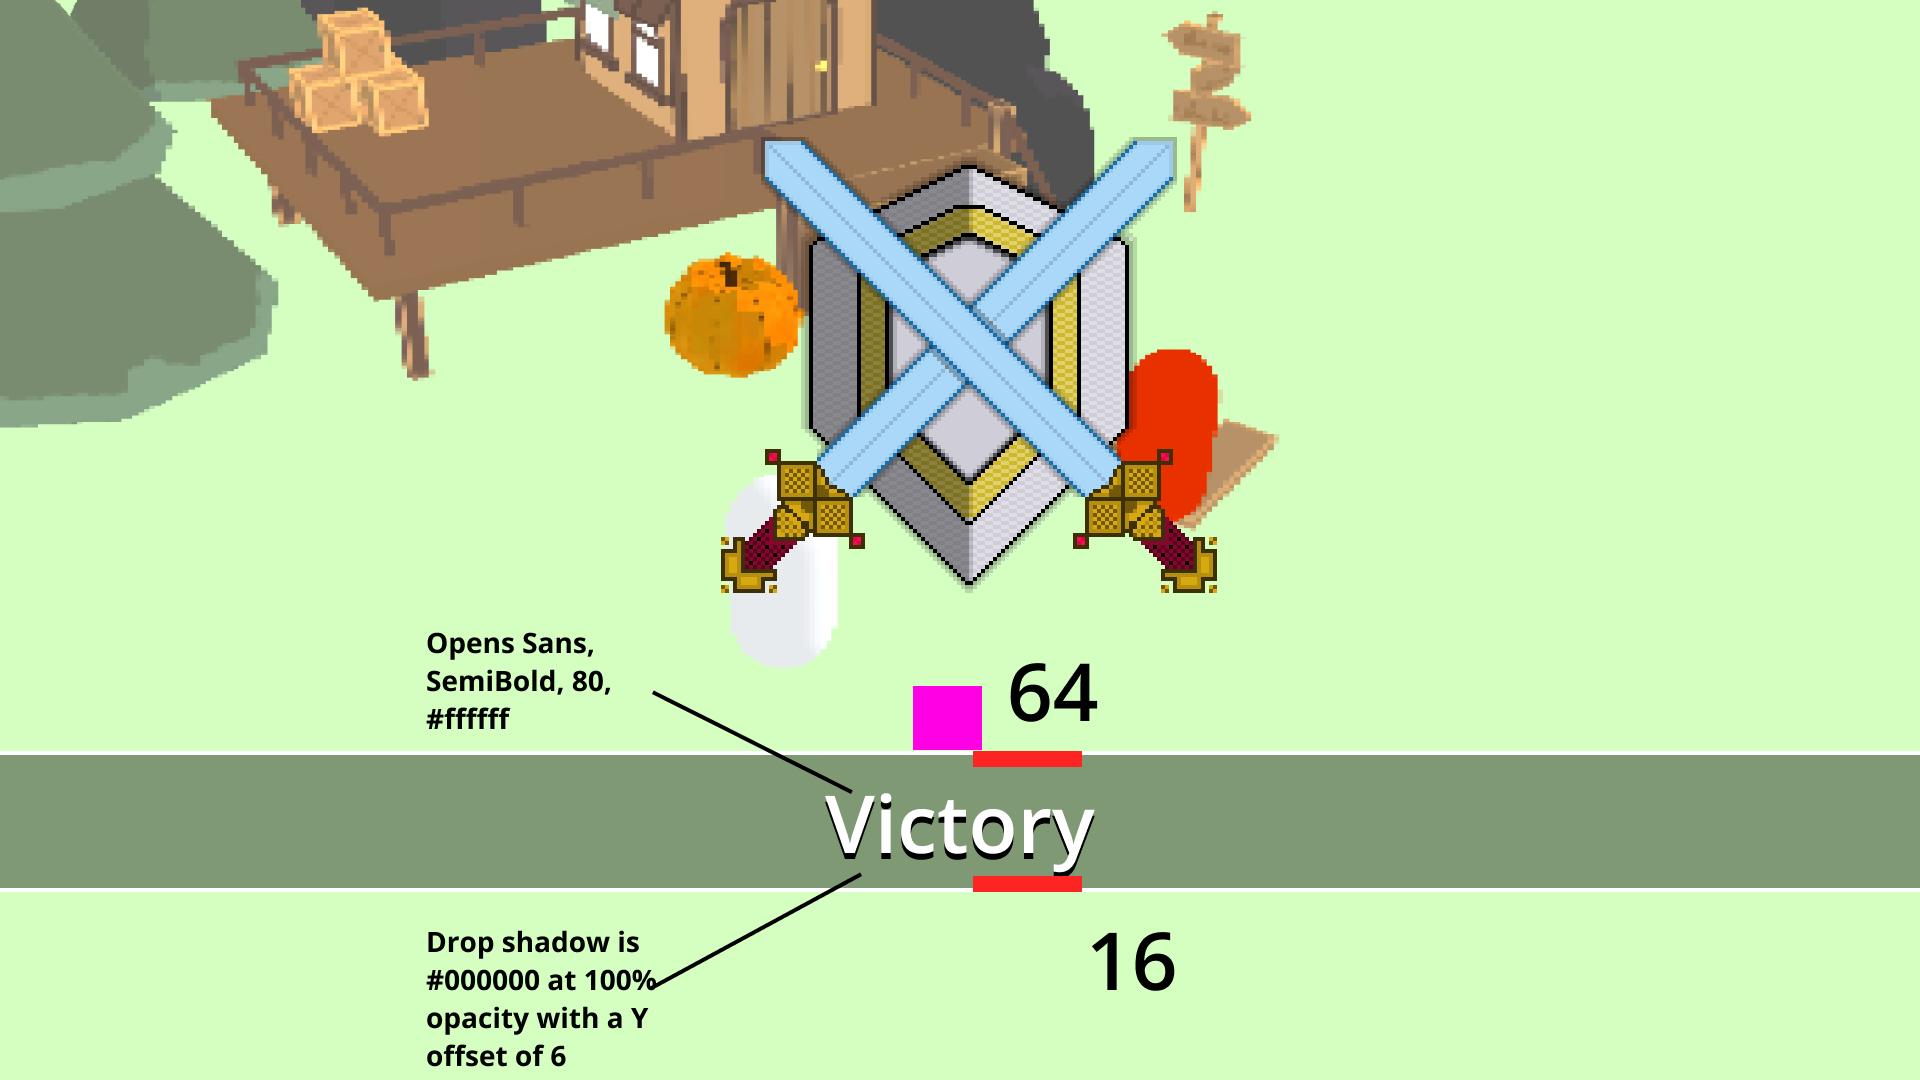 Opens Sans,
SemiBold, 80,
#ffffff
64
Victory
Drop shadow is
#000000 at 100%
opacity with a Y
offset of 6
16